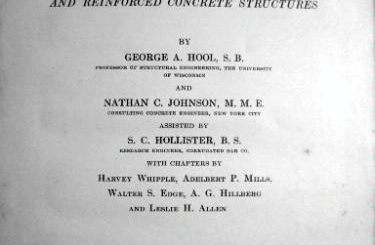 AND REINFORCED CONCRETE STRUCTURES
BY
GEORGE A. HOOL, S. B.
PROFESSOR OF STRUCTURAL ENGINEERING, THE UNIVERSITY
OF WISCONSIN
AND
NATHAN C. JOHNSON, M. M. E.
CONSULTING CONCRETE ENGINEER, NEW YORK CITY
ASSISTED BY
S. C. HOLLISTER, B. S.
RESEARCH ENGINEER, CORRUGATED BAR CO.
WITH CHAPTERS BY
HARVEY WHIPPLE, ADELBERT P. MILLS,
WALTER S. EDGE, A. G. HILLBERG
AND LESLIE H. ALLEN